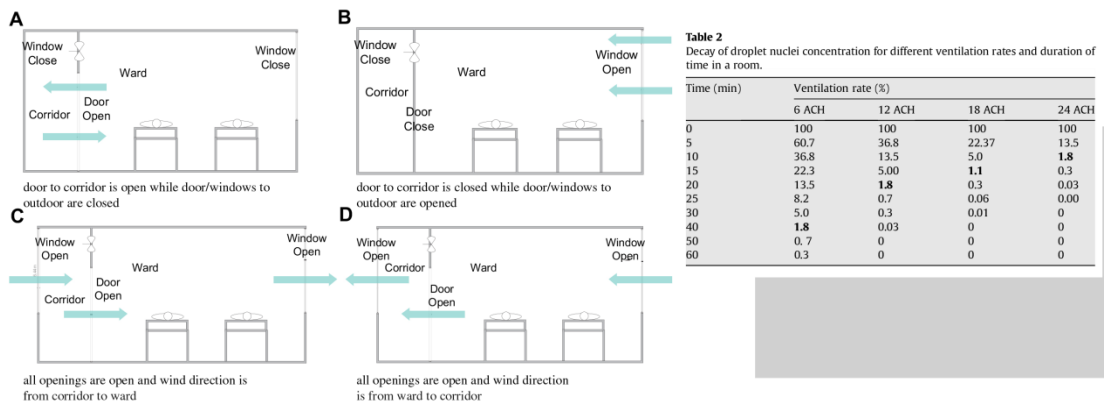 A
Window
Close
Window
Close
Ward
Corridor
Door
Open
door to corridor is open while door/windows to
outdoor are closed
B
Window
Close
Window
Open
Ward
Corridor
Door
Close
door to corridor is closed while door/windows to
outdoor are opened
C
Window
Open
Window
Open
Ward
Door
Open
Corridor
all openings are open and wind direction is
from corridor to ward
D
Window
Open
Window
Open
Corridor
Ward
Door
Open
all openings are open and wind direction
is from ward to corridor
Table 2
Decay of droplet nuclei concentration for different ventilation rates and duration of
time in a room.
Time (min) Ventilation rate (%)
6 ACH 12 ACH 18 ACH 24 ACH
0 100 100 100 100
5 60.7 36.8 22.37 13.5
10 36.8 13.5 5.0 1.8
15 22.3 5.00 1.1 0.3
20 13.5 1.8 0.3 0.03
25 8.2 0.7 0.06 0.00
30 5.0 0.3 0.01 0
40 1.8 0.03 0 0
50 0. 7 0 0 0
60 0.3 0 0 0